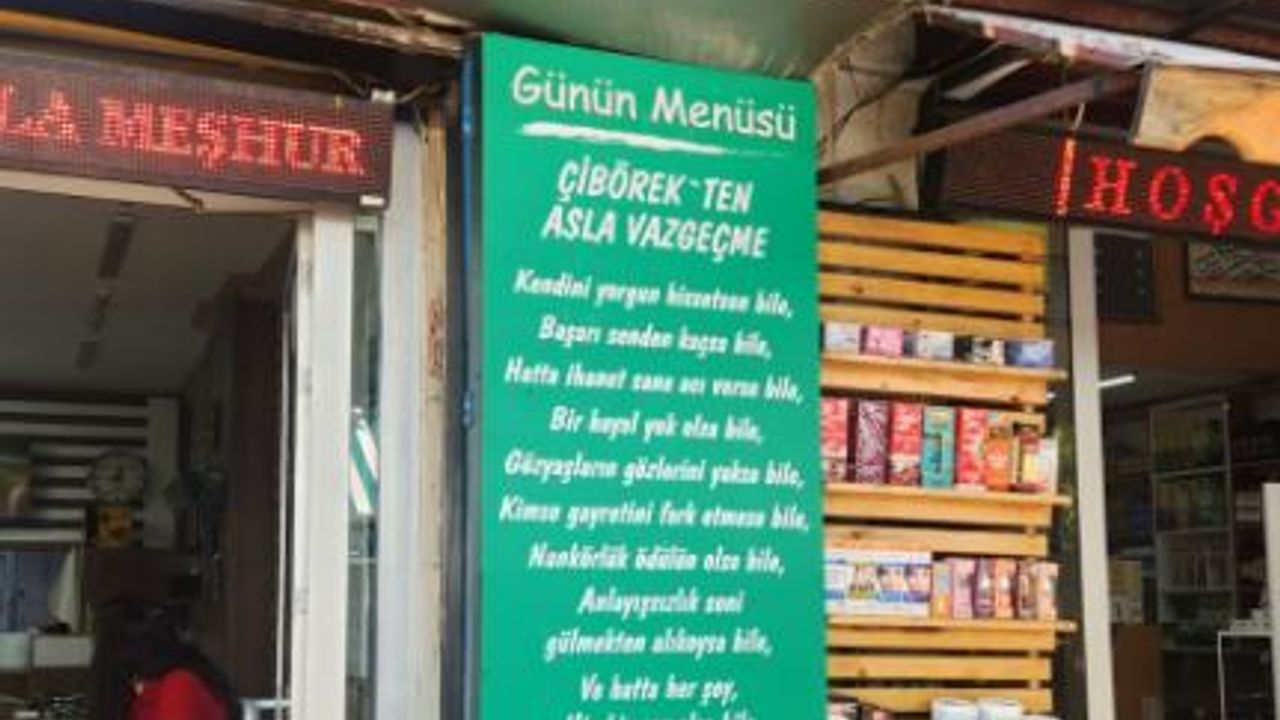 LA MEŞHUR
Günün Menüsü
ÇİBÖREK`TEN
ASLA VAZGEÇME
Kendini yorgun hissetsen bile,
Başarı senden kaçsa bile,
Hatta ihanet sana acı verse bile,
Bir hayal yok olsa bile,
Gözyaşların gözlerini yaksa bile,
Kimse gayretini fark etmese bile,
Nankörlük ödülün olsa bile,
Anlayışsızlık seni
gülmekten alıkoysa bile,
Ve hatta her şey,
HOŞG